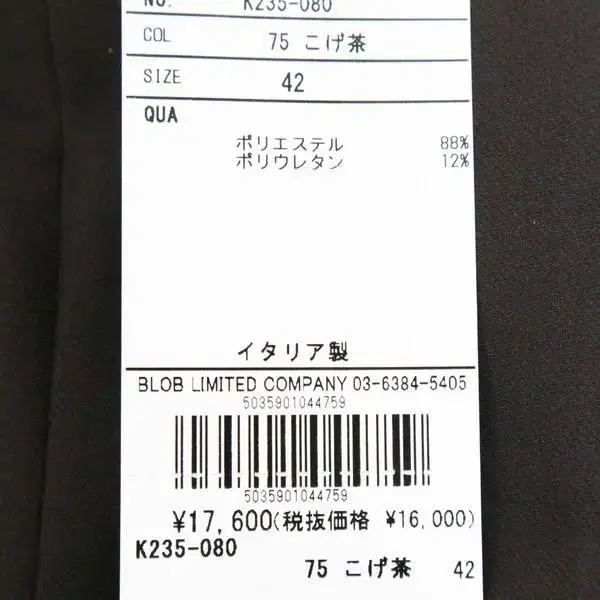 NO. K235-080
COL 75 こげ茶
SIZE 42
QUA
ポリエステル 88%
ポリウレタン 12%
イタリア製
BLOB LIMITED COMPANY 03-6384-5405
5035901044759
5035901044759
¥17,600(税抜価格 ¥16,000)
K235-080
75 こげ茶 42